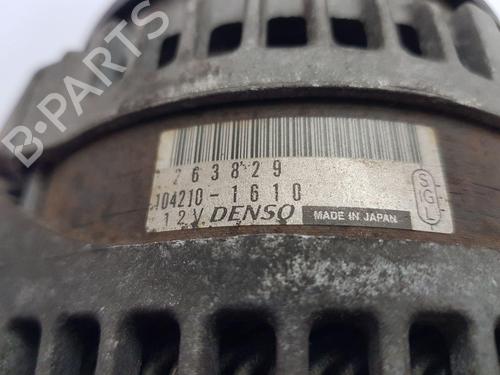 263829
104210-1610
12V DENSO MADE IN JAPAN
SGL
B-PARTS